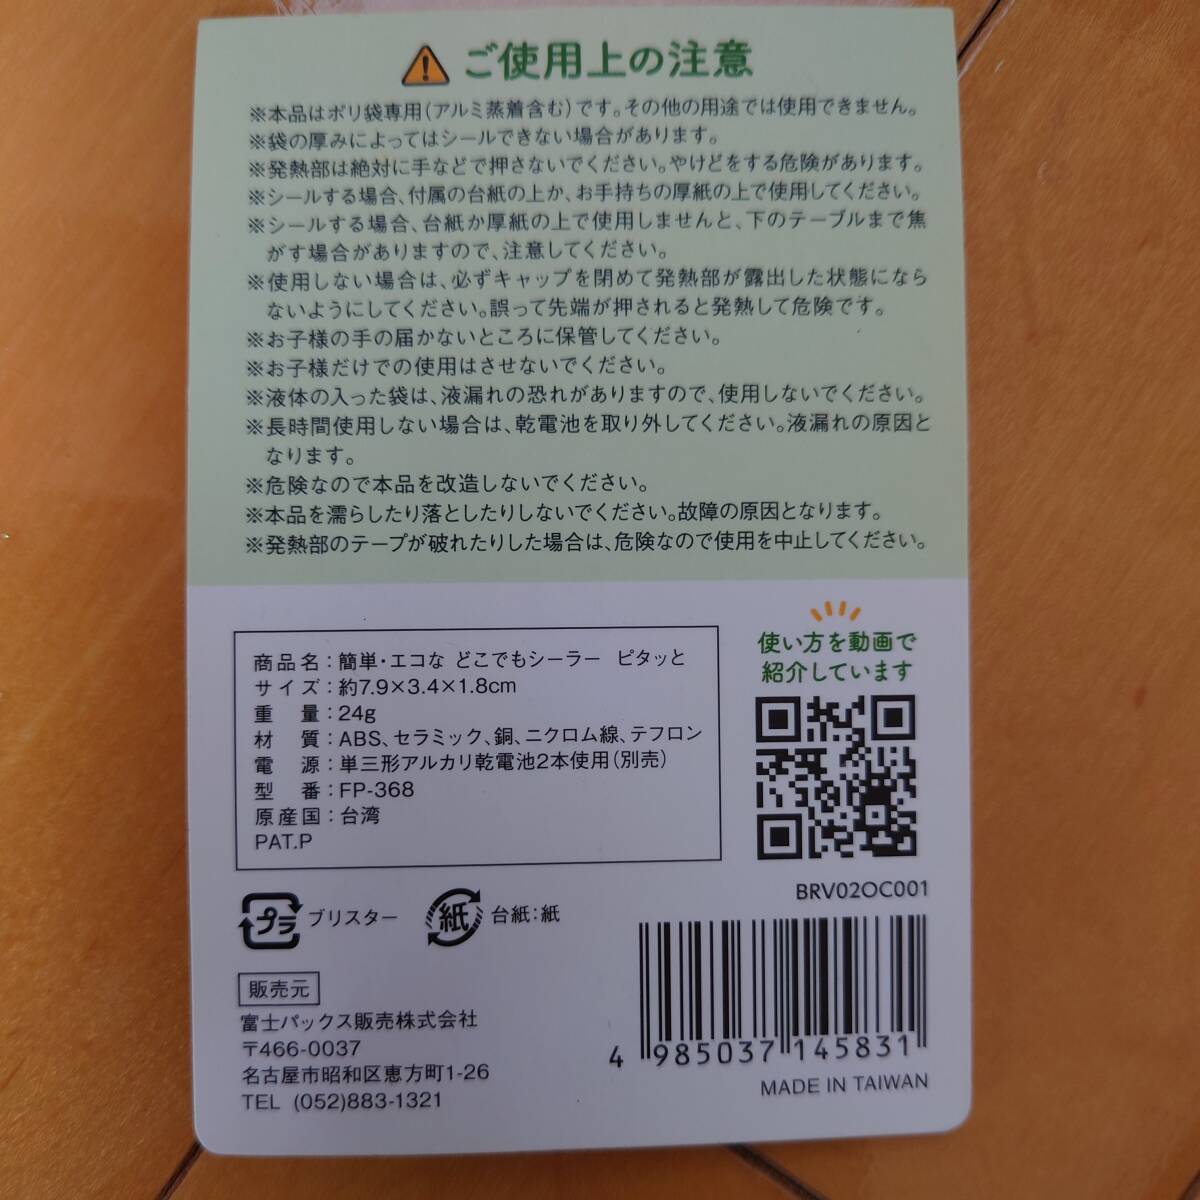 ご使用上の注意
※本品はポリ袋専用(アルミ蒸着含む)です。その他の用途では使用できません。
※袋の厚みによってはシールできない場合があります。
※発熱部は絶対に手などで押さないでください。やけどをする危険があります。
※シールする場合、付属の台紙の上か、お手持ちの厚紙の上で使用してください。
※シールする場合、台紙か厚紙の上で使用しませんと、下のテーブルまで焦
がす場合がありますので、注意してください。
※使用しない場合は、必ずキャップを閉めて発熱部が露出した状態になら
ないようにしてください。誤って先端が押されると発熱して危険です。
※お子様の手の届かないところに保管してください。
※お子様だけでの使用はさせないでください。
※液体の入った袋は、液漏れの恐れがありますので、使用しないでください。
※長時間使用しない場合は、乾電池を取り外してください。液漏れの原因と
なります。
※危険なので本品を改造しないでください。
※本品を濡らしたり落としたりしないでください。故障の原因となります。
※発熱部のテープが破れたりした場合は、危険なので使用を中止してください。
商品名:簡単・エコな どこでもシーラー ピタッと
サイズ:約7.9×3.4×1.8cm
重 量:24g
材 質:ABS、セラミック、銅、ニクロム線、テフロン
電 源:単三形アルカリ乾電池2本使用(別売)
型 番:FP-368
原産国:台湾
PAT.P
使い方を動画で
紹介しています
BRV02OC001
プラ ブリスター 紙 台紙:紙
販売元
富士パックス販売株式会社
〒466-0037
名古屋市昭和区恵方町1-26
TEL (052)883-1321
4 985037 145831
MADE IN TAIWAN